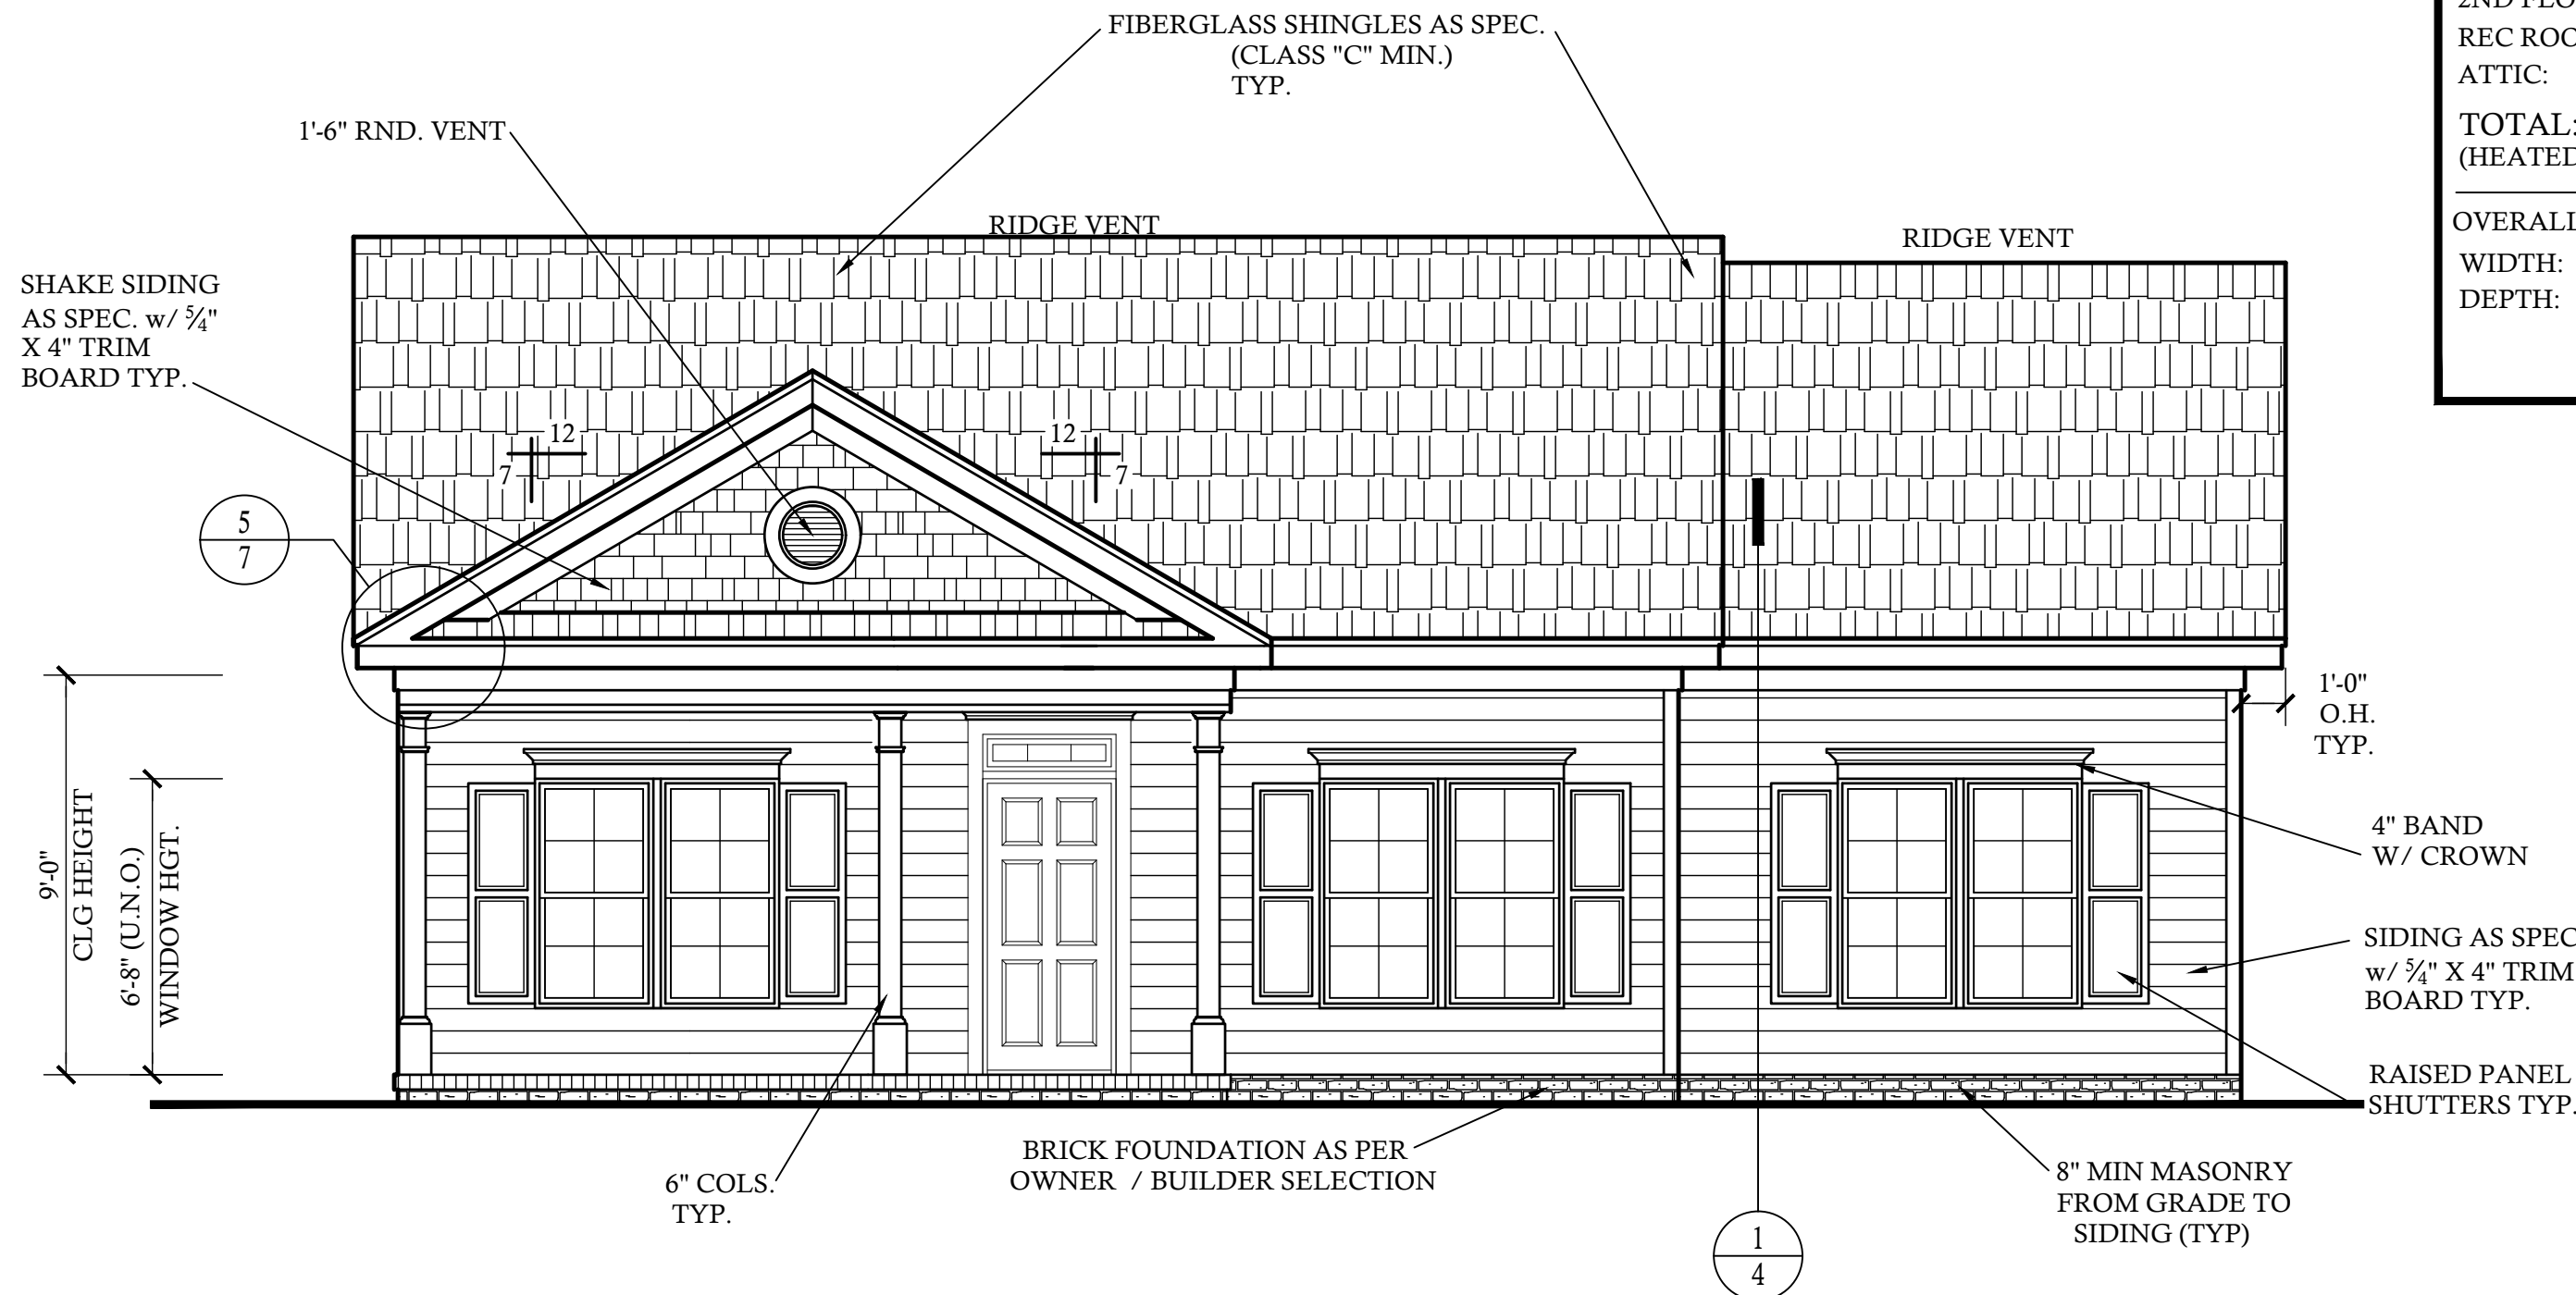 FIBERGLASS SHINGLES AS SPEC.
(CLASS "C" MIN.)
TYP.
1'-6" RND. VENT
RIDGE VENT
RIDGE VENT
SHAKE SIDING
AS SPEC. w/ 5⁄4"
X 4" TRIM
BOARD TYP.
12
7
12
7
5
7
9'-0"
CLG HEIGHT
6'-8" (U.N.O.)
WINDOW HGT.
1'-0"
O.H.
TYP.
4" BAND
W/ CROWN
SIDING AS SPEC
w/ 5⁄4" X 4" TRIM
BOARD TYP.
RAISED PANEL
SHUTTERS TYP.
6" COLS.
TYP.
BRICK FOUNDATION AS PER
OWNER / BUILDER SELECTION
8" MIN MASONRY
FROM GRADE TO
SIDING (TYP)
1
4
REC ROO
ATTIC:
TOTAL:
(HEATED
OVERALL
WIDTH:
DEPTH: